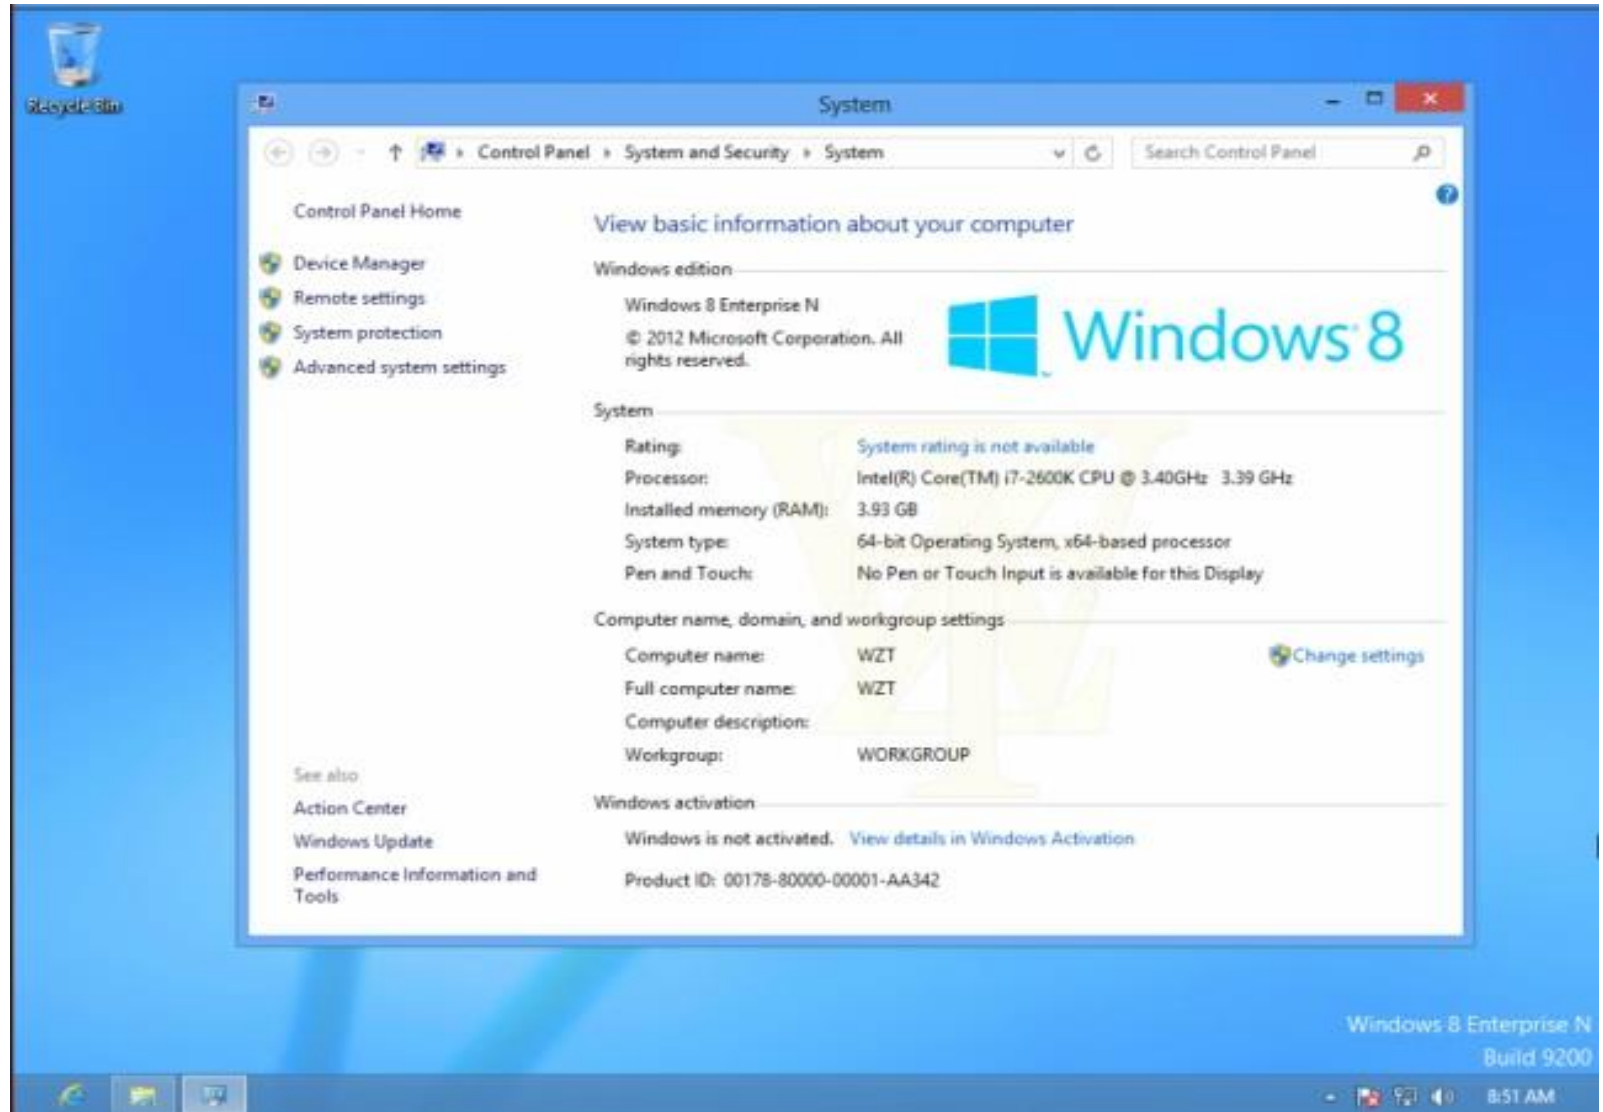 Recycle Bin
System
Control Panel System and Security System
Search Control Panel
Control Panel Home
Device Manager
Remote settings
System protection
Advanced system settings
See also
Action Center
Windows Update
Performance Information and
Tools
View basic information about your computer
Windows edition
Windows 8 Enterprise N
© 2012 Microsoft Corporation. All
rights reserved.
Windows 8
System
Rating: System rating is not available
Processor: Intel(R) Core(TM) i7-2600K CPU @ 3.40GHz 3.39 GHz
Installed memory (RAM): 3.93 GB
System type: 64-bit Operating System, x64-based processor
Pen and Touch: No Pen or Touch Input is available for this Display
Computer name, domain, and workgroup settings
Computer name: WZT
Change settings
Full computer name: WZT
Computer description:
Workgroup: WORKGROUP
Windows activation
Windows is not activated. View details in Windows Activation
Product ID: 00178-80000-00001-AA342
Windows 8 Enterprise N
Build 9200
8:51 AM